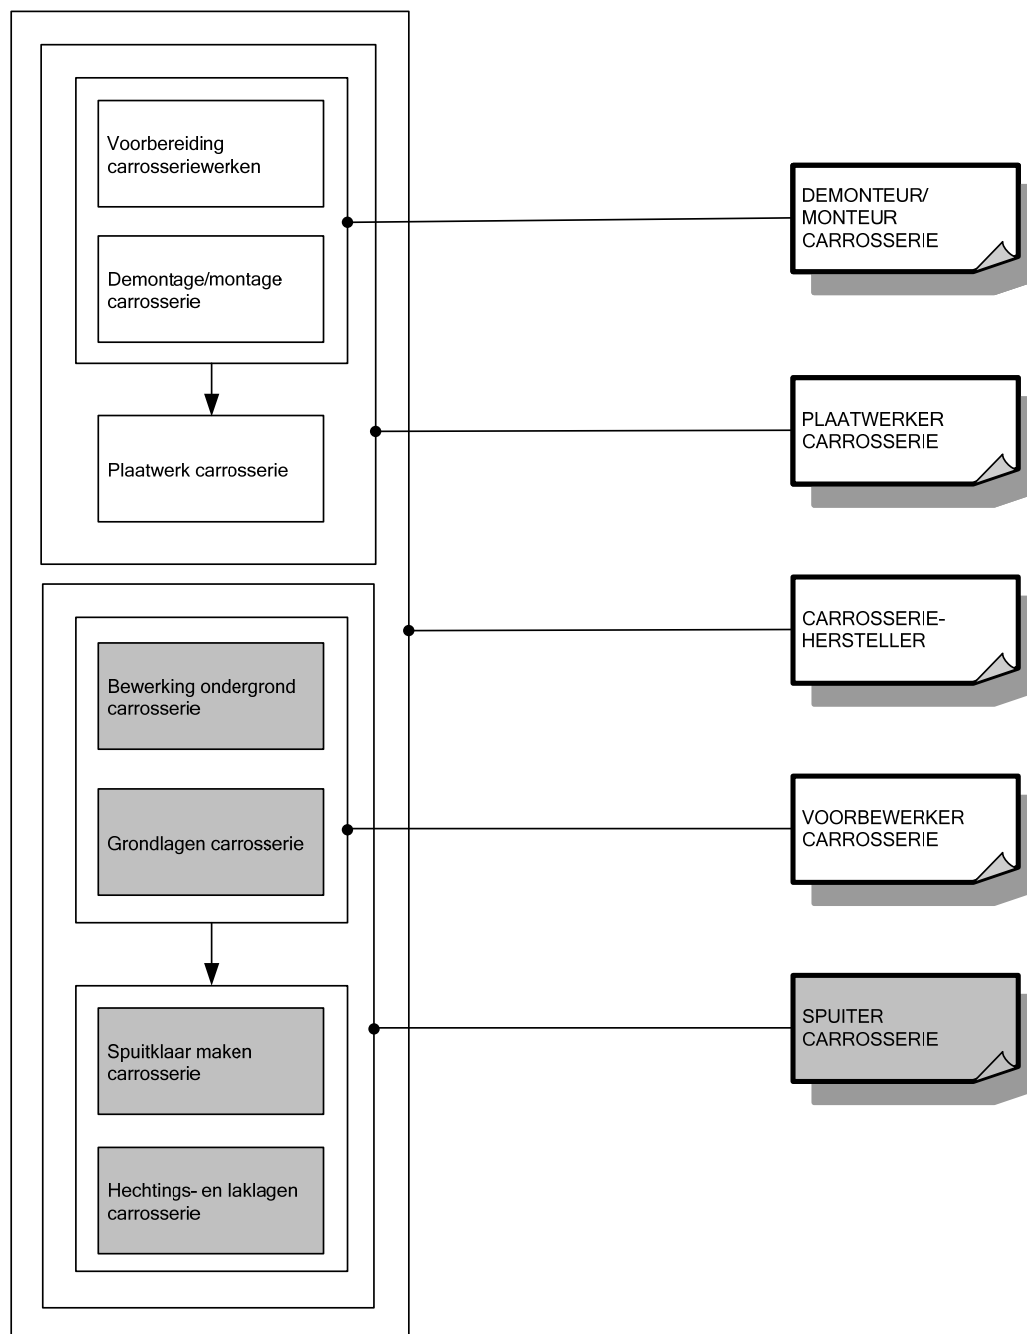 Voorbereiding
carrosseriewerken
Demontage/montage
carrosserie
Plaatwerk carrosserie
Bewerking ondergrond
carrosserie
Grondlagen carrosserie
Spuitklaar maken
carrosserie
Hechtings- en laklagen
carrosserie
DEMONTEUR/
MONTEUR
CARROSSERIE
PLAATWERKER
CARROSSERIE
CARROSSERIE-
HERSTELLER
VOORBEWERKER
CARROSSERIE
SPUITER
CARROSSERIE